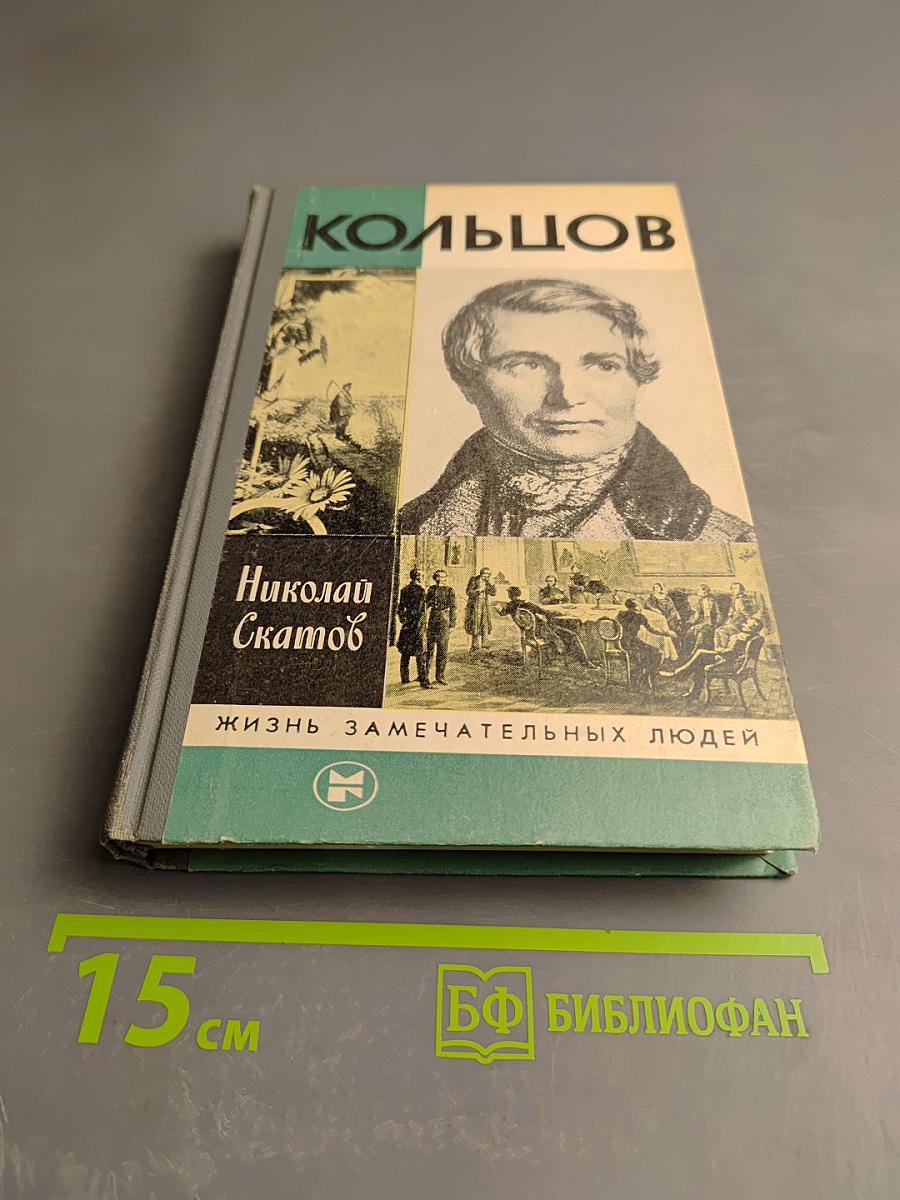 КОЛЬЦОВ
Николай
Скатов
ЖИЗНЬ ЗАМЕЧАТЕЛЬНЫХ ЛЮДЕЙ
15 см
БФ БИБЛИОФАН